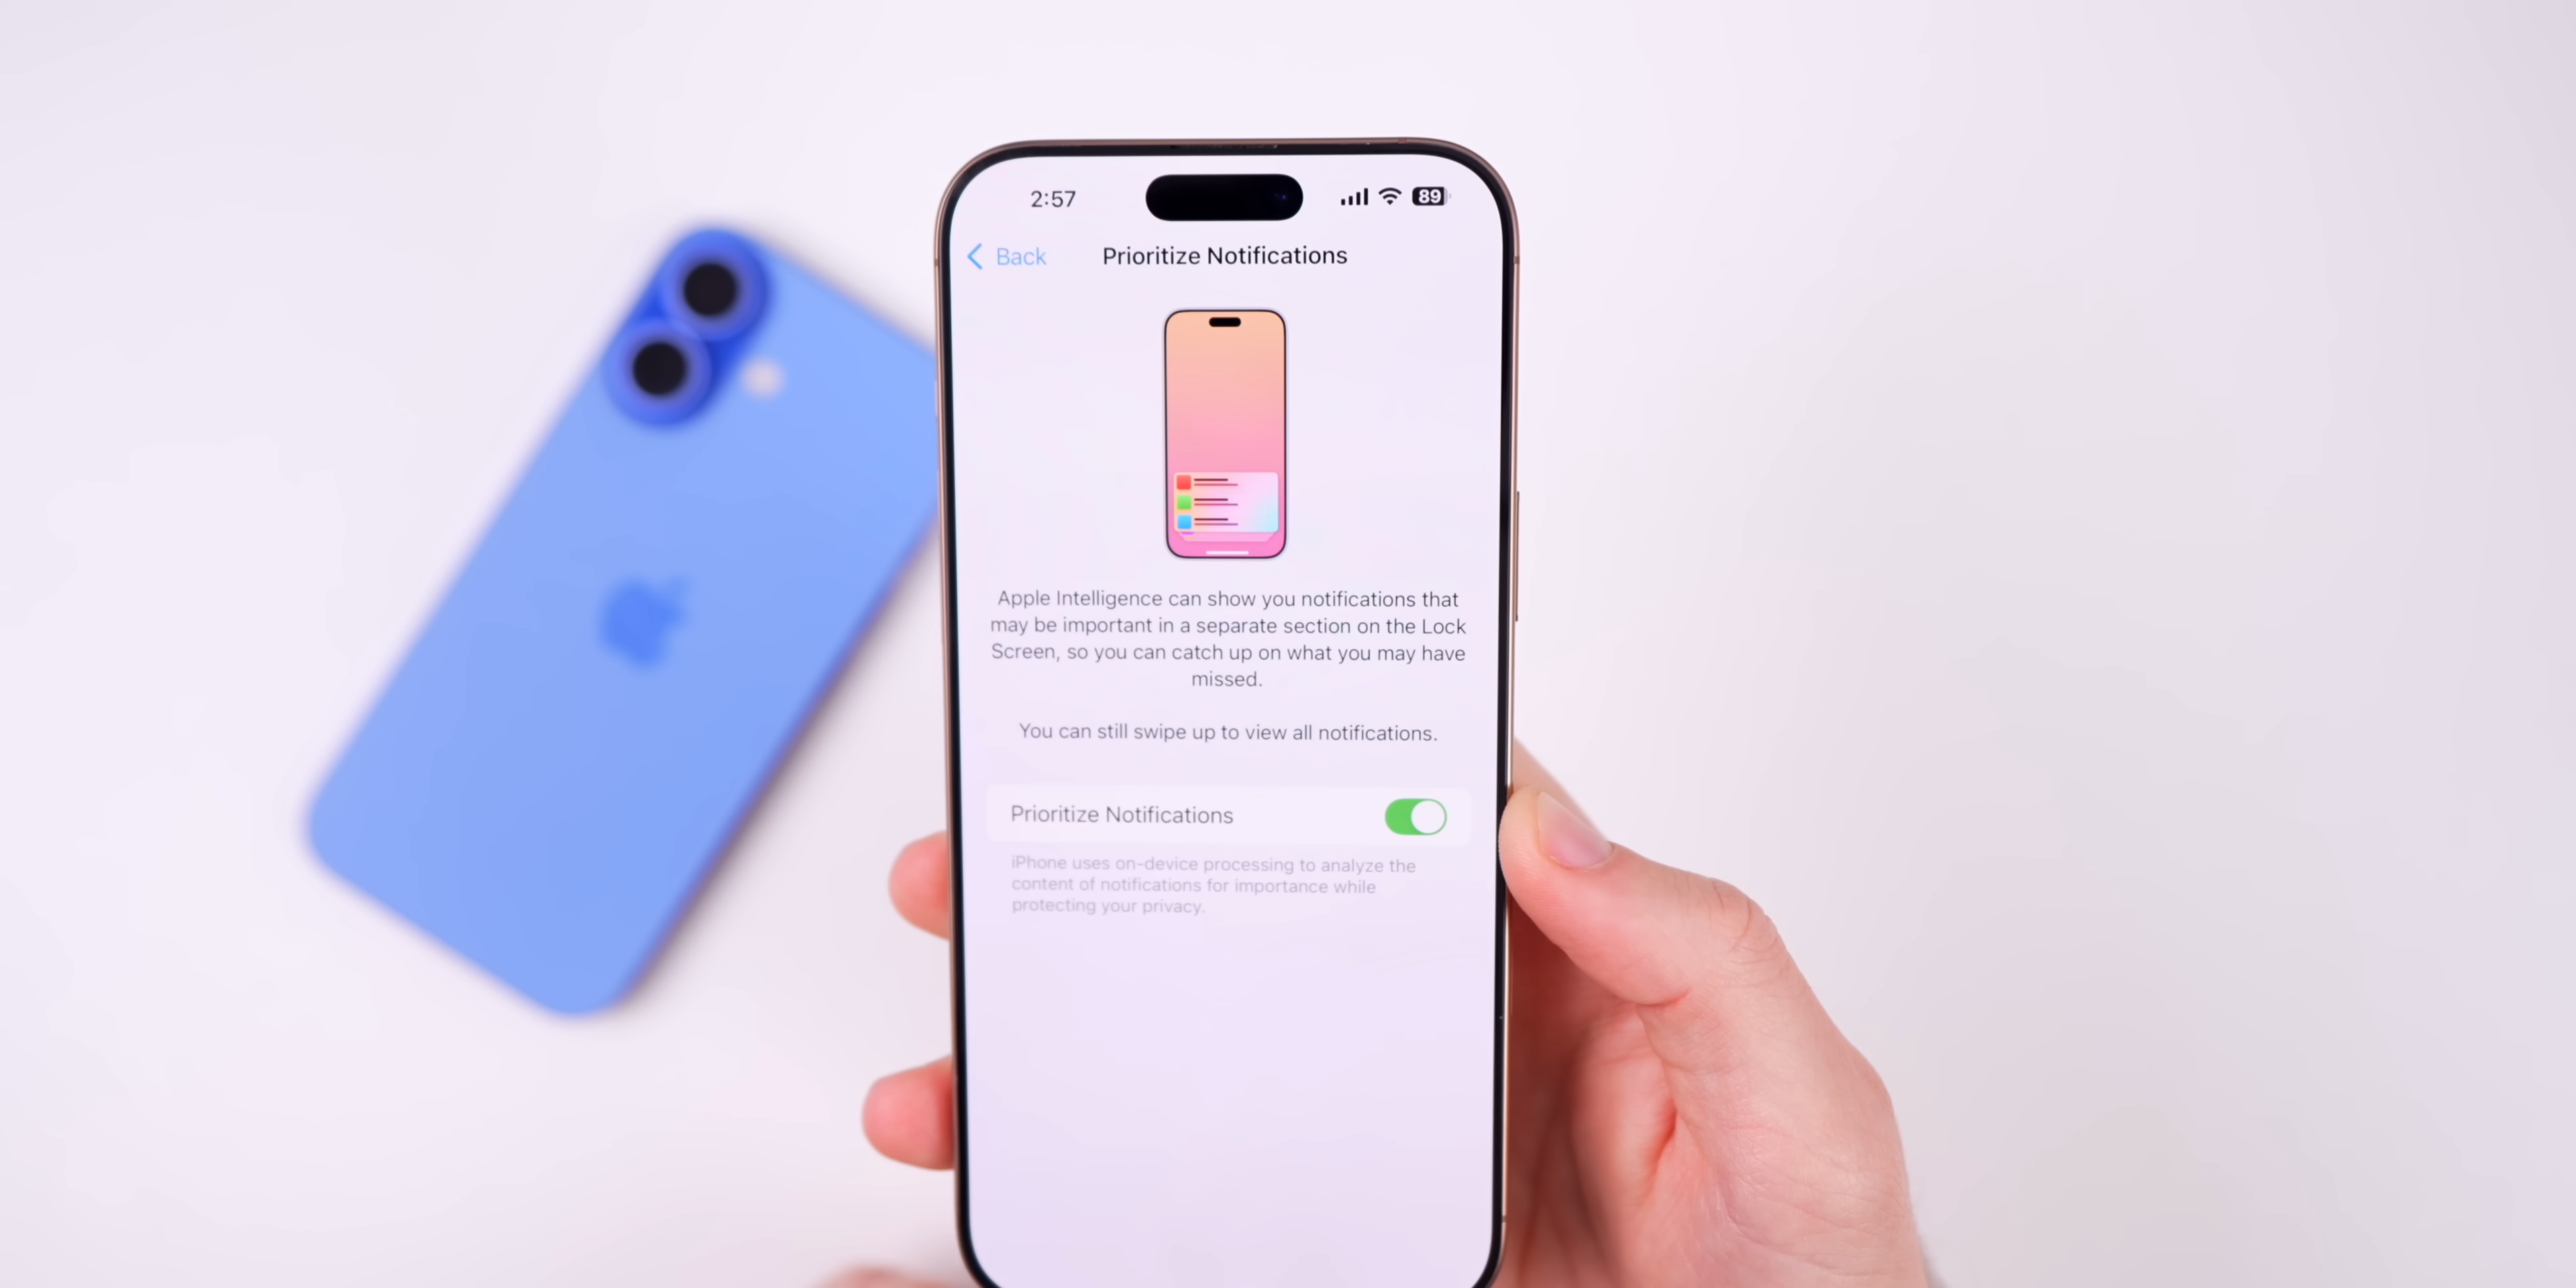 2:57
89
Back
Prioritize Notifications
Apple Intelligence can show you notifications that
may be important in a separate section on the Lock
Screen, so you can catch up on what you may have
missed.
You can still swipe up to view all notifications.
Prioritize Notifications
iPhone uses on-device processing to analyze the
content of notifications for importance while
protecting your privacy.